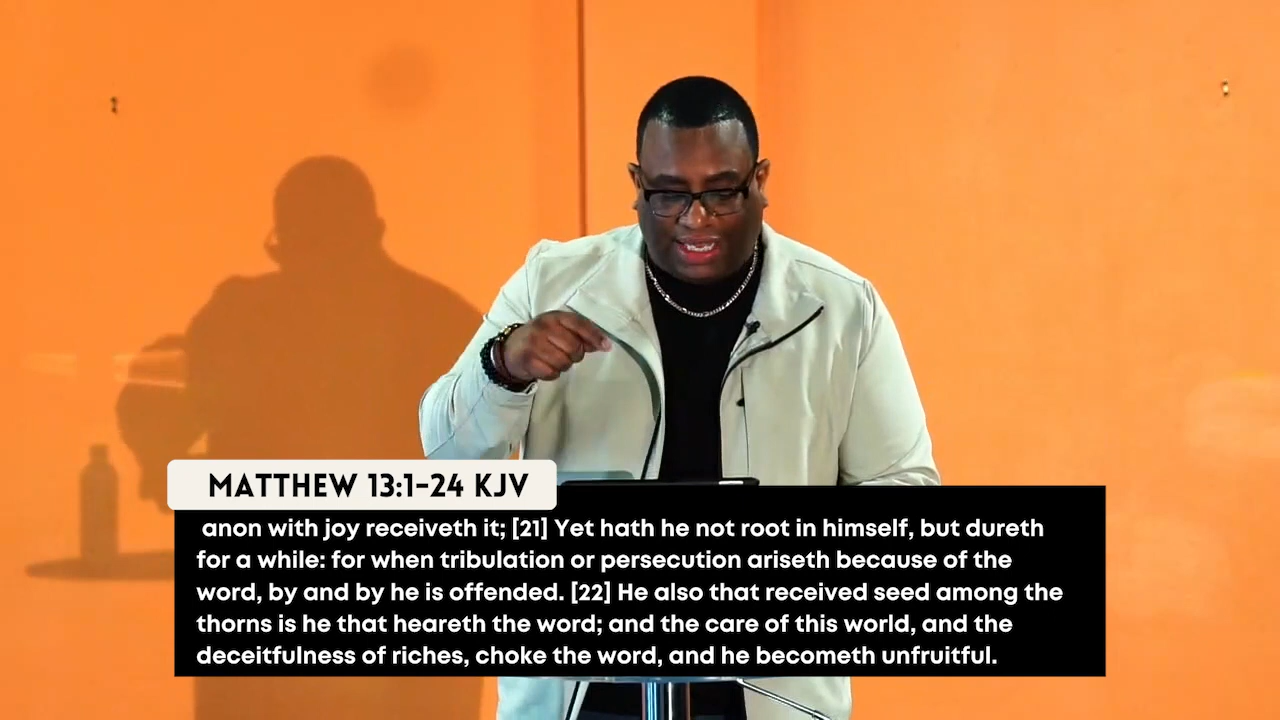 MATTHEW 13:1-24 KJV
anon with joy receiveth it; [21] Yet hath he not root in himself, but dureth
for a while: for when tribulation or persecution ariseth because of the
word, by and by he is offended. [22] He also that received seed among the
thorns is he that heareth the word; and the care of this world, and the
deceitfulness of riches, choke the word, and he becometh unfruitful.